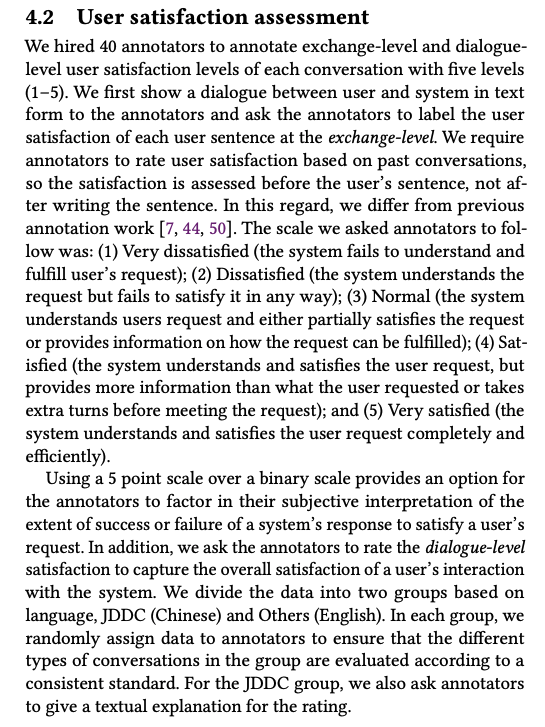 4.2 User satisfaction assessment
We hired 40 annotators to annotate exchange-level and dialogue-
level user satisfaction levels of each conversation with five levels
(1–5). We first show a dialogue between user and system in text
form to the annotators and ask the annotators to label the user
satisfaction of each user sentence at the exchange-level. We require
annotators to rate user satisfaction based on past conversations,
so the satisfaction is assessed before the user's sentence, not af-
ter writing the sentence. In this regard, we differ from previous
annotation work [7, 44, 50]. The scale we asked annotators to fol-
low was: (1) Very dissatisfied (the system fails to understand and
fulfill user's request); (2) Dissatisfied (the system understands the
request but fails to satisfy it in any way); (3) Normal (the system
understands users request and either partially satisfies the request
or provides information on how the request can be fulfilled); (4) Sat-
isfied (the system understands and satisfies the user request, but
provides more information than what the user requested or takes
extra turns before meeting the request); and (5) Very satisfied (the
system understands and satisfies the user request completely and
efficiently).
Using a 5 point scale over a binary scale provides an option for
the annotators to factor in their subjective interpretation of the
extent of success or failure of a system's response to satisfy a user's
request. In addition, we ask the annotators to rate the dialogue-level
satisfaction to capture the overall satisfaction of a user's interaction
with the system. We divide the data into two groups based on
language, JDDC (Chinese) and Others (English). In each group, we
randomly assign data to annotators to ensure that the different
types of conversations in the group are evaluated according to a
consistent standard. For the JDDC group, we also ask annotators
to give a textual explanation for the rating.